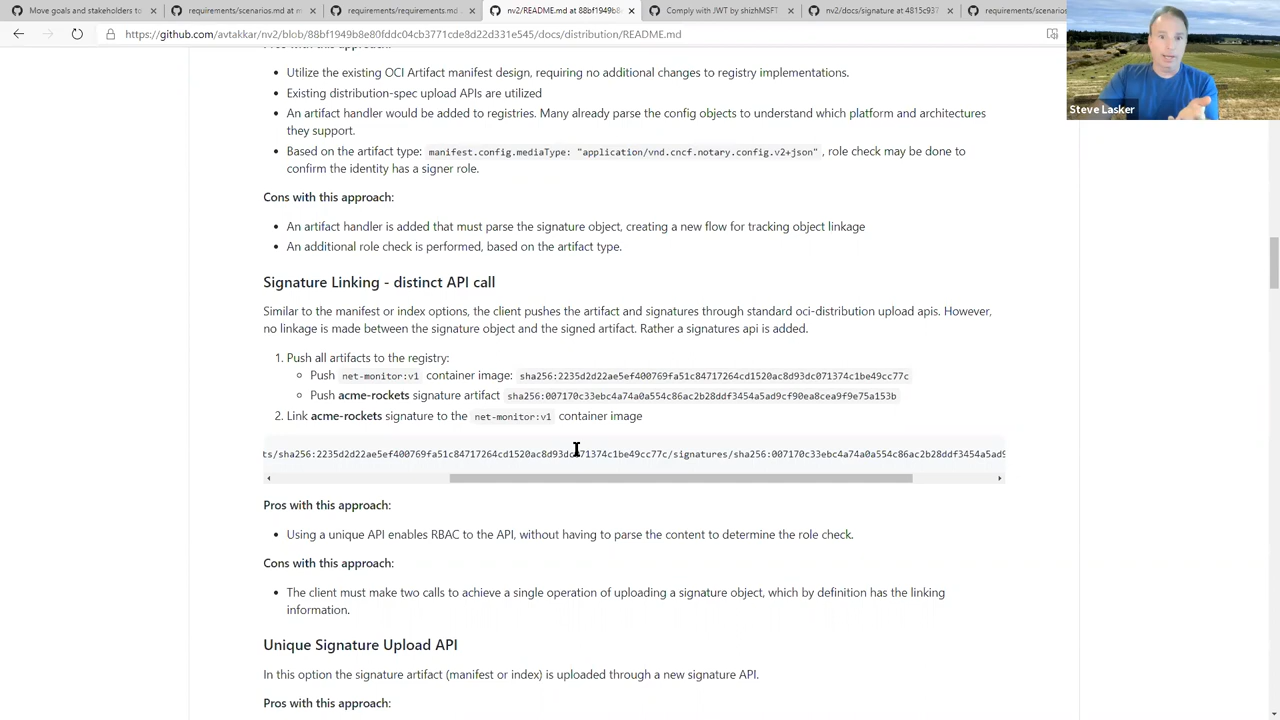 Move goals and stakeholders to
requirements/scenarios.md at m
requirements/requirements.md
nv2/README.md at 88bf1949b8
Comply with JWT by shizhMSFT
nv2/docs/signature at 4815c937
requirements/scenario
https://github.com/avtakkar/nv2/blob/88bf1949b8e80fddc04cb3771cde8d22d331e545/docs/distribution/README.md
Steve Lasker
Utilize the existing OCI Artifact manifest design, requiring no additional changes to registry implementations.
Existing distribution-spec upload APIs are utilized
An artifact handler would be added to registries. Many already parse the config objects to understand which platform and architectures
they support.
Based on the artifact type: manifest.config.mediaType: "application/vnd.cncf.notary.config.v2+json" , role check may be done to
confirm the identity has a signer role.
Cons with this approach:
An artifact handler is added that must parse the signature object, creating a new flow for tracking object linkage
An additional role check is performed, based on the artifact type.
Signature Linking - distinct API call
Similar to the manifest or index options, the client pushes the artifact and signatures through standard oci-distribution upload apis. However,
no linkage is made between the signature object and the signed artifact. Rather a signatures api is added.
1. Push all artifacts to the registry:
Push net-monitor:v1 container image: sha256:2235d2d22ae5ef400769fa51c84717264cd1520ac8d93dc071374c1be49cc77c
Push acme-rockets signature artifact sha256:007170c33ebc4a74a0a554c86ac2b28ddf3454a5ad9cf90ea8cea9f9e75a153b
2. Link acme-rockets signature to the net-monitor:v1 container image
ts/sha256:2235d2d22ae5ef400769fa51c84717264cd1520ac8d93dc071374c1be49cc77c/signatures/sha256:007170c33ebc4a74a0a554c86ac2b28ddf3454a5ad9
Pros with this approach:
Using a unique API enables RBAC to the API, without having to parse the content to determine the role check.
Cons with this approach:
The client must make two calls to achieve a single operation of uploading a signature object, which by definition has the linking
information.
Unique Signature Upload API
In this option the signature artifact (manifest or index) is uploaded through a new signature API.
Pros with this approach: